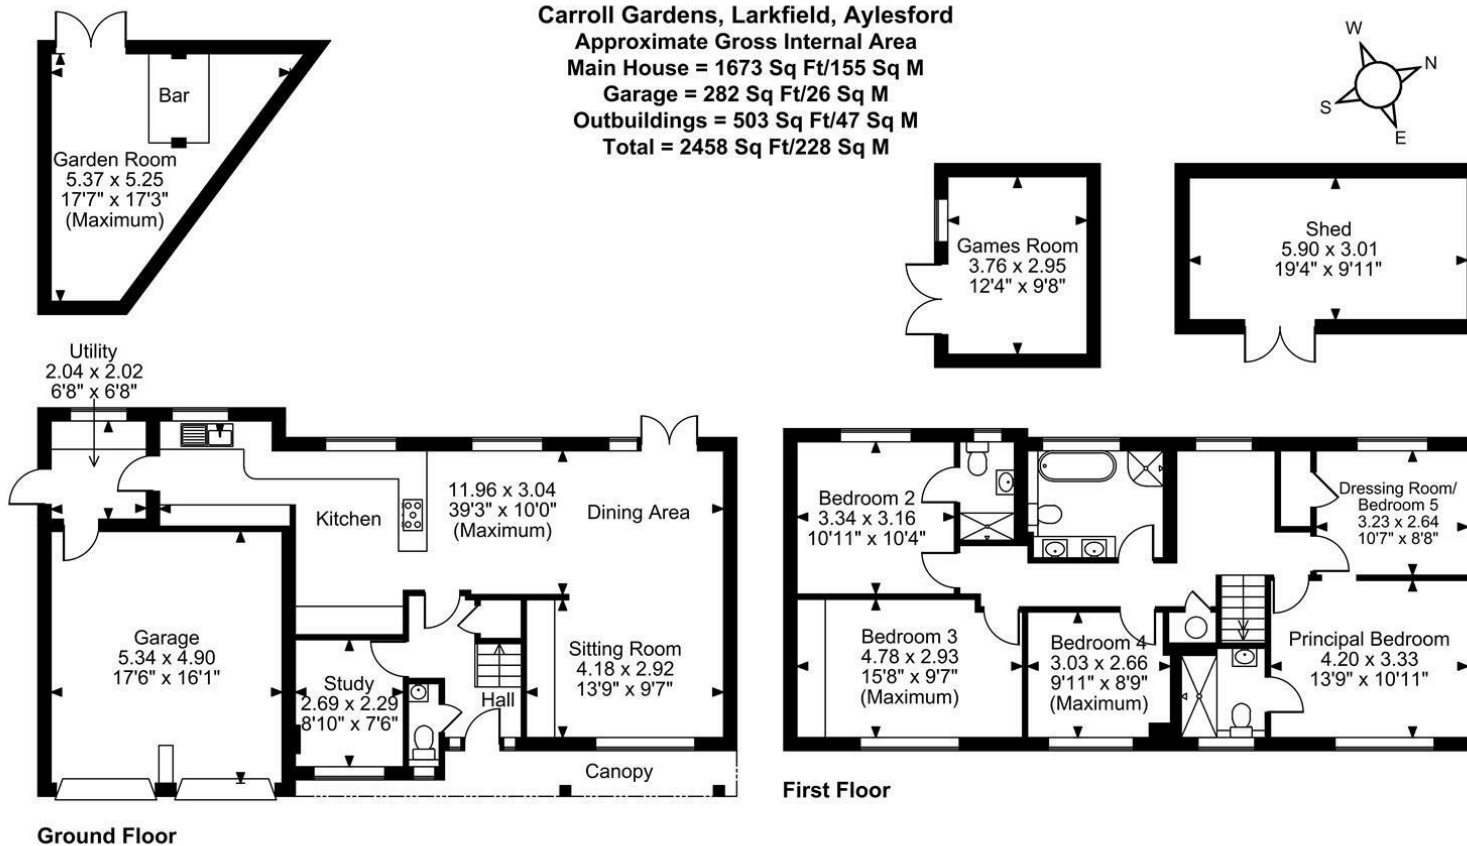 Carroll Gardens, Larkfield, Aylesford
Approximate Gross Internal Area
Main House = 1673 Sq Ft/155 Sq M
Garage = 282 Sq Ft/26 Sq M
Outbuildings = 503 Sq Ft/47 Sq M
Total = 2458 Sq Ft/228 Sq M
W
N
S
E
Bar
Garden Room
5.37 x 5.25
17'7" x 17'3"
(Maximum)
Games Room
3.76 x 2.95
12'4" x 9'8"
Shed
5.90 x 3.01
19'4" x 9'11"
Utility
2.04 x 2.02
6'8" x 6'8"
Kitchen
11.96 x 3.04
39'3" x 10'0"
(Maximum)
Dining Area
Garage
5.34 x 4.90
17'6" x 16'1"
Study
2.69 x 2.29
8'10" x 7'6"
Hall
Sitting Room
4.18 x 2.92
13'9" x 9'7"
Canopy
Ground Floor
Bedroom 2
3.34 x 3.16
10'11" x 10'4"
Dressing Room/
Bedroom 5
3.23 x 2.64
10'7" x 8'8"
Bedroom 3
4.78 x 2.93
15'8" x 9'7"
(Maximum)
Bedroom 4
3.03 x 2.66
9'11" x 8'9"
(Maximum)
Principal Bedroom
4.20 x 3.33
13'9" x 10'11"
First Floor